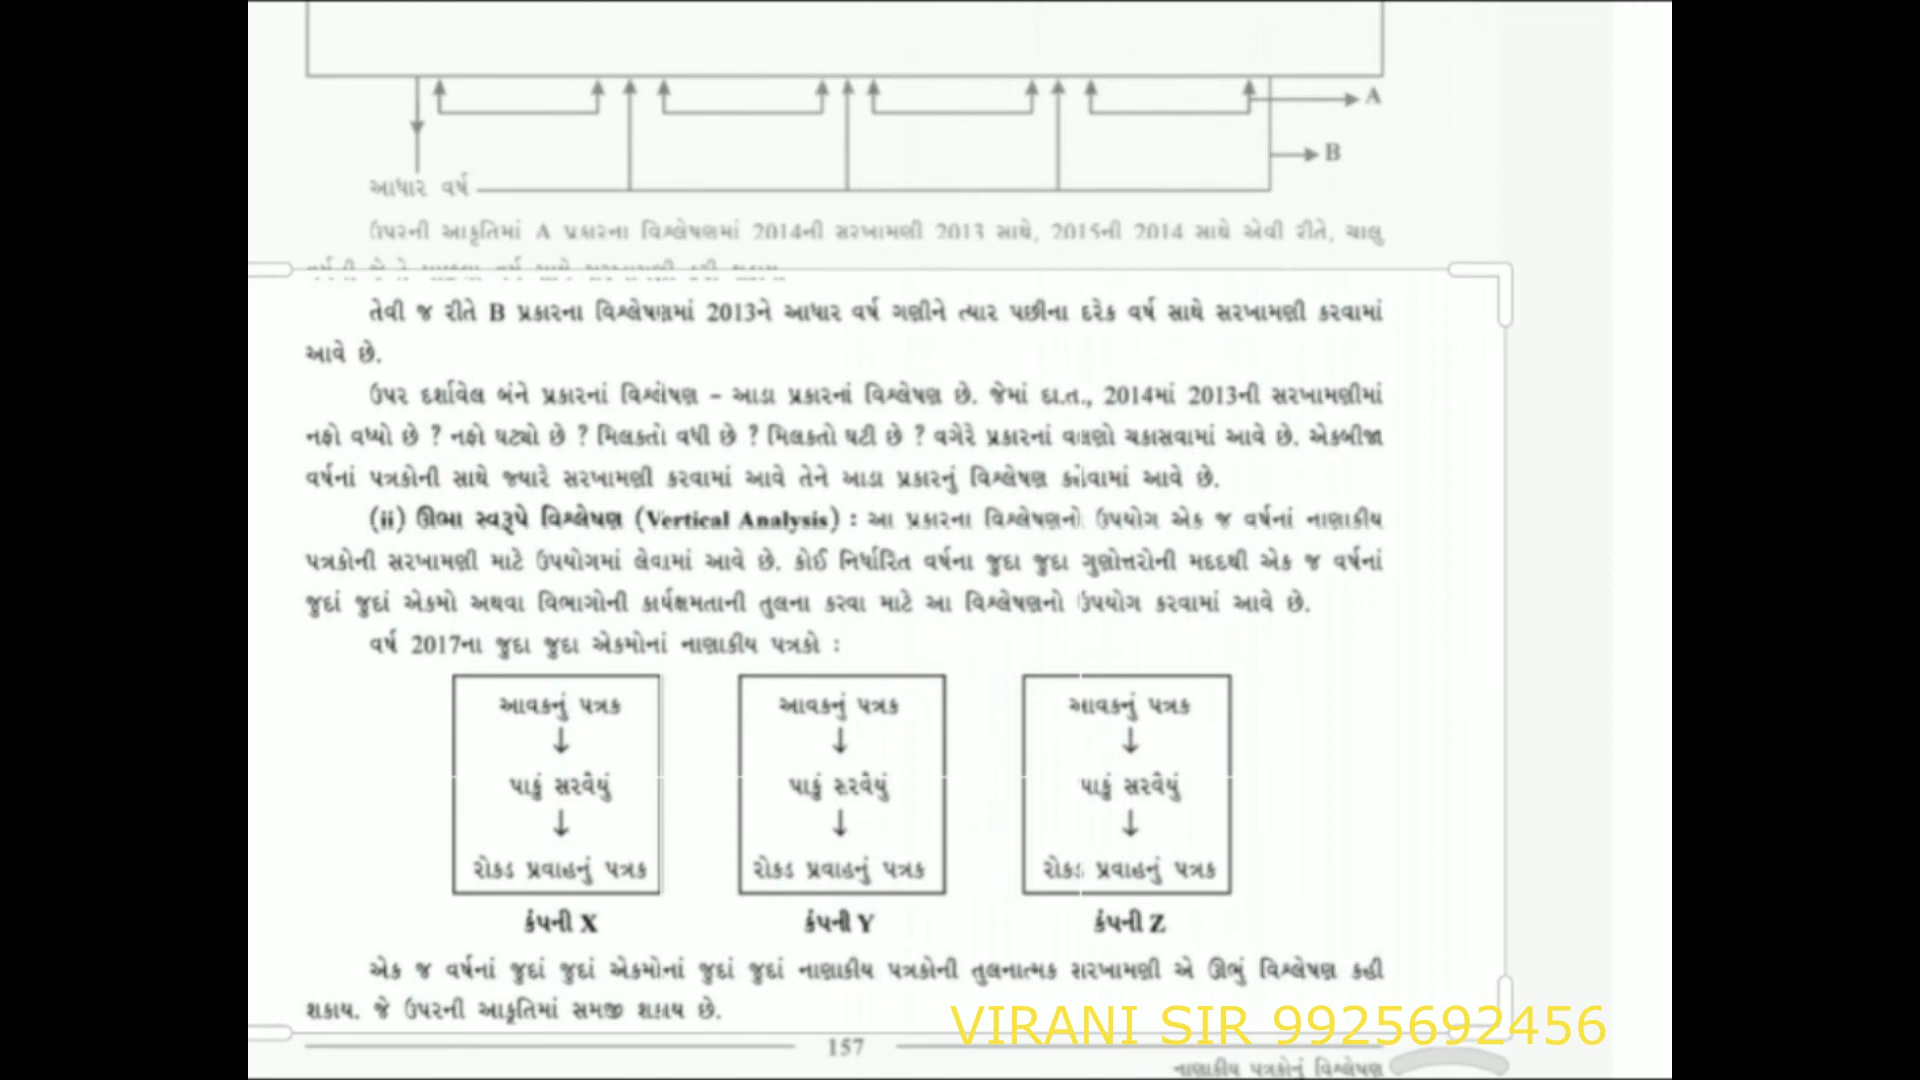 A
B
આધાર વર્ષ
ઉપરની આકૃતિમાં A પ્રકારના વિશ્લેષણમાં 2014ની સરખામણી 2013 સાથે, 2015ની 2014 સાથે એવી રીતે, ચાલુ
તેવી જ રીતે B પ્રકારના વિશ્લેષણમાં 2013ને આધાર વર્ષ ગણીને ત્યાર પછીના દરેક વર્ષ સાથે સરખામણી કરવામાં
આવે છે.
ઉપર દર્શાવેલ બંને પ્રકારનાં વિશ્લેષણ – આડા પ્રકારનાં વિશ્લેષણ છે. જેમાં દા.ત., 2014માં 2013ની સરખામણીમાં
નફો વધ્યો છે ? નફો ઘટ્યો છે ? મિલકતો વધી છે ? મિલકતો ઘટી છે ? વગેરે પ્રકારનાં વલણો ચકાસવામાં આવે છે. એકબીજા
વર્ષનાં પત્રકોની સાથે જ્યારે સરખામણી કરવામાં આવે તેને આડા પ્રકારનું વિશ્લેષણ કહેવામાં આવે છે.
(ii) ઊભા સ્વરૂપે વિશ્લેષણ (Vertical Analysis) : આ પ્રકારના વિશ્લેષણનો ઉપયોગ એક જ વર્ષનાં નાણાકીય
પત્રકોની સરખામણી માટે ઉપયોગમાં લેવામાં આવે છે. કોઈ નિર્ધારિત વર્ષના જુદા જુદા ગુણોત્તરોની મદદથી એક જ વર્ષનાં
જુદાં જુદાં એકમો અથવા વિભાગોની કાર્યક્ષમતાની તુલના કરવા માટે આ વિશ્લેષણનો ઉપયોગ કરવામાં આવે છે.
વર્ષ 2017ના જુદા જુદા એકમોનાં નાણાકીય પત્રકો :
આવકનું પત્રક આવકનું પત્રક આવકનું પત્રક
↓ ↓ ↓
પાકું સરવૈયું પાકું સરવૈયું પાકું સરવૈયું
↓ ↓ ↓
રોકડ પ્રવાહનું પત્રક રોકડ પ્રવાહનું પત્રક રોકડ પ્રવાહનું પત્રક
કંપની X કંપની Y કંપની Z
એક જ વર્ષનાં જુદાં જુદાં એકમોનાં જુદાં જુદાં નાણાકીય પત્રકોની તુલનાત્મક સરખામણી એ ઊભું વિશ્લેષણ કહી
શકાય. જે ઉપરની આકૃતિમાં સમજી શકાય છે.
VIRANI SIR 9925692456
157
નાણાકીય પત્રકોનું વિશ્લેષણ